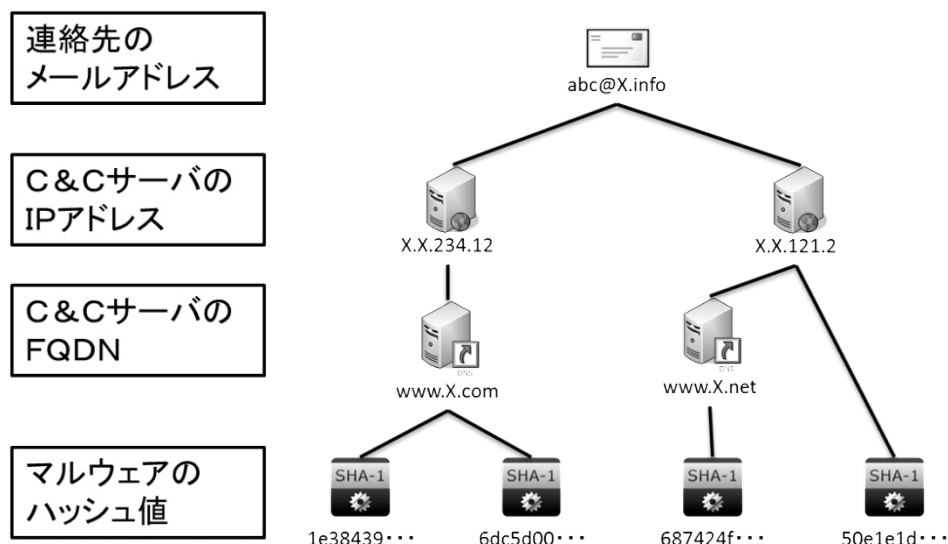 連絡先の
メールアドレス
abc@X.info
C&Cサーバの
IPアドレス
X.X.234.12
X.X.121.2
C&Cサーバの
FQDN
DNS
DNS
www.X.com
www.X.net
マルウェアの
ハッシュ値
SHA-1
SHA-1
SHA-1
SHA-1
1e38439･･･
6dc5d00･･･
687424f･･･
50e1e1d･･･